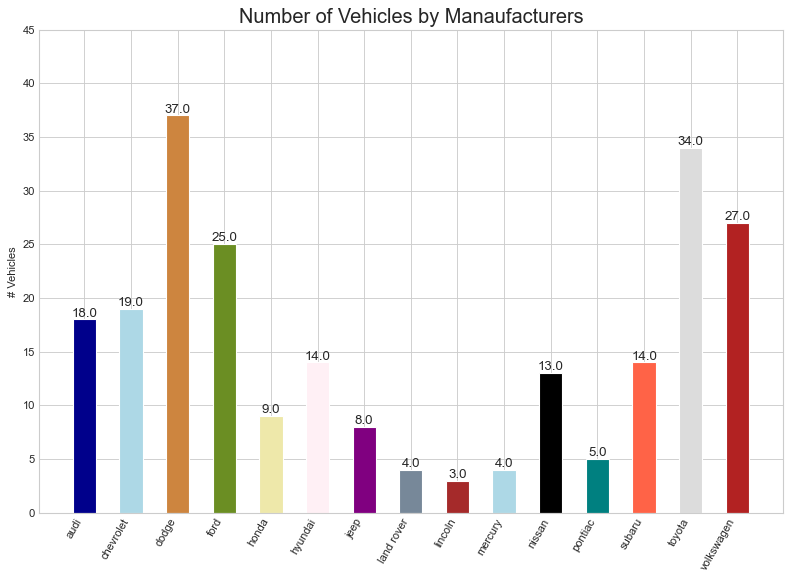 Number of Vehicles by Manaufacturers
# Vehicles
45
40
35
30
25
20
15
10
5
0
18.0
19.0
37.0
25.0
9.0
14.0
8.0
4.0
3.0
4.0
13.0
5.0
14.0
34.0
27.0
audi
chevrolet
dodge
ford
honda
hyundai
jeep
land rover
lincoln
mercury
nissan
pontiac
subaru
toyota
volkswagen